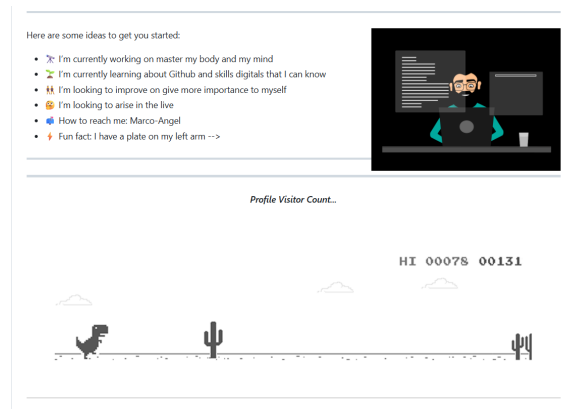 Here are some ideas to get you started:
🔭 I'm currently working on master my body and my mind
🌱 I'm currently learning about Github and skills digitals that I can know
👯 I'm looking to improve on give more importance to myself
🤔 I'm looking to arise in the live
📫 How to reach me: Marco-Angel
⚡ Fun fact: I have a plate on my left arm -->
Profile Visitor Count...
HI 00078 00131